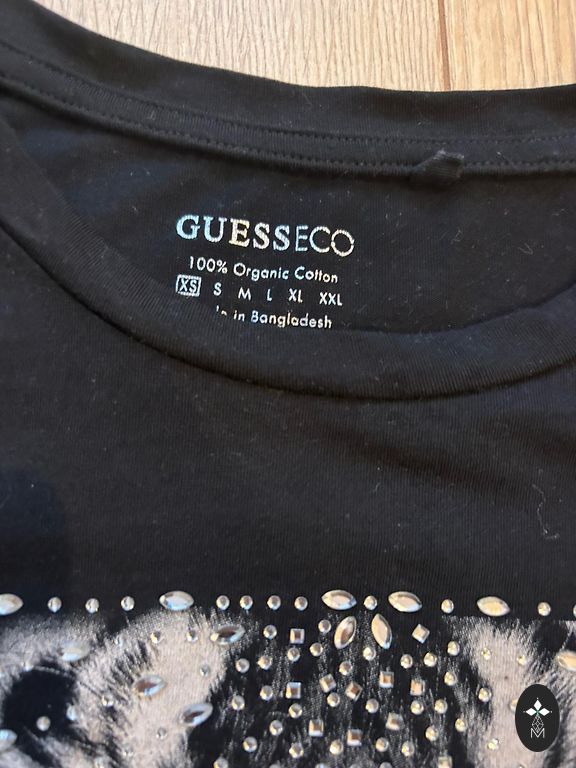 GUESSECO
100% Organic Cotton
XS S M L XL XXL
in Bangladesh
M